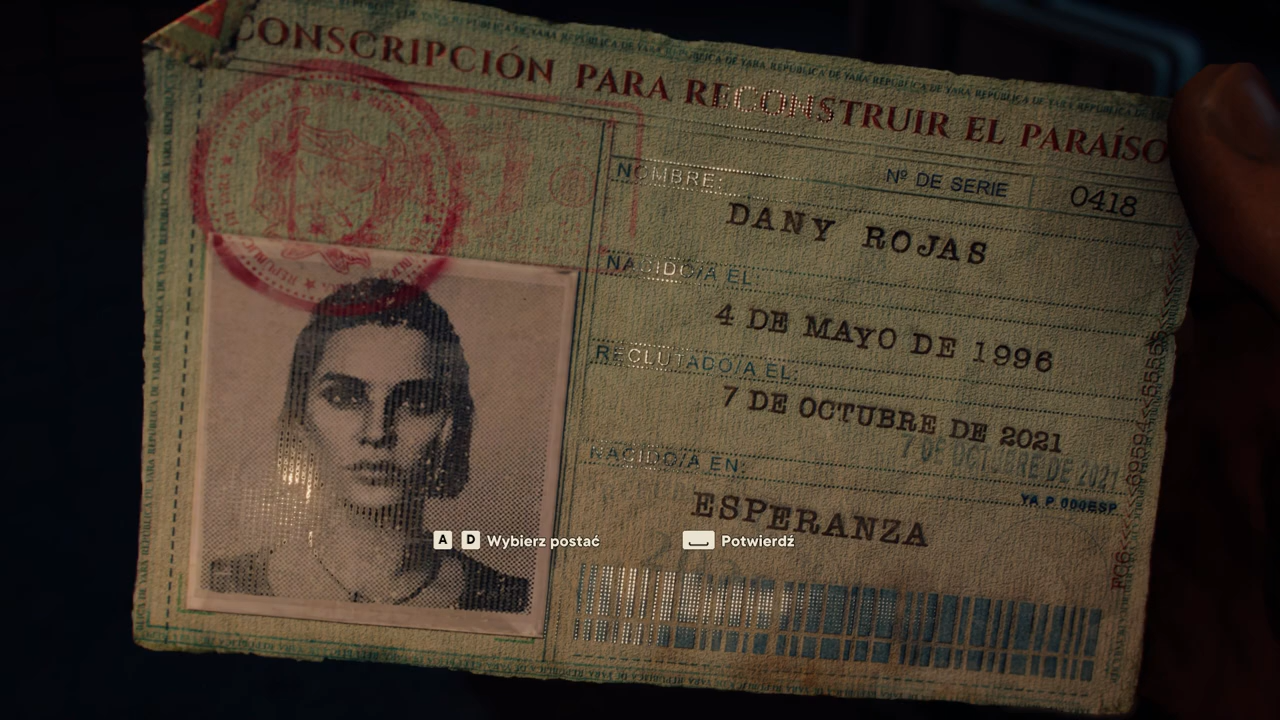 CONSCRIPCIÓN PARA RECONSTRUIR EL PARAÍSO
NOMBRE:
Nº DE SERIE
0418
DANY ROJAS
NACIDO/A EL:
4 DE MAYO DE 1996
RECLUTADO/A EL:
7 DE OCTUBRE DE 2021
7 DE OCTUBRE DE 2021
NACIDO/A EN:
YA P 000ESP
ESPERANZA
A D Wybierz postać
Potwierdź